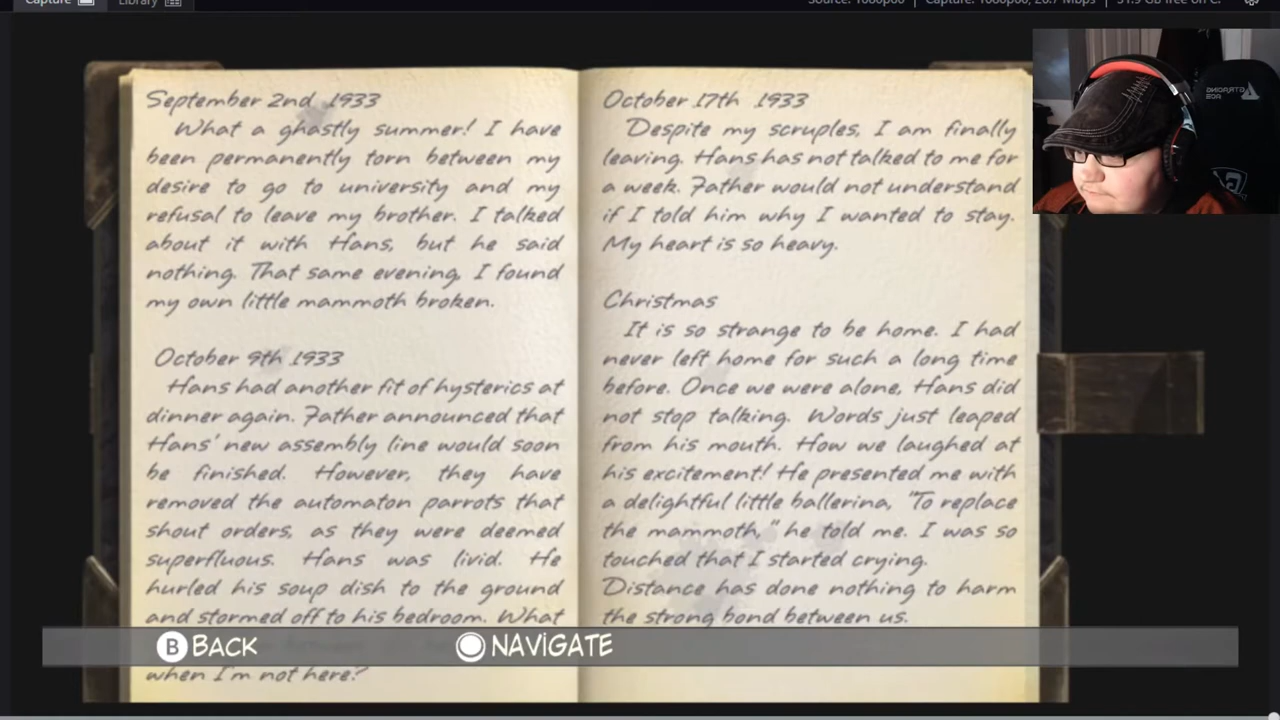 Capture
Library
Source: 1080p60 | Capture: 1080p60, 20.7 Mbps
September 2nd 1933
What a ghastly summer! I have
been permanently torn between my
desire to go to university and my
refusal to leave my brother. I talked
about it with Hans, but he said
nothing. That same evening, I found
my own little mammoth broken.
October 9th 1933
Hans had another fit of hysterics at
dinner again. Father announced that
Hans' new assembly line would soon
be finished. However, they have
removed the automaton parrots that
shout orders, as they were deemed
superfluous. Hans was livid. He
hurled his soup dish to the ground
and stormed off to his bedroom. What
when I'm not here?
October 17th 1933
Despite my scruples, I am finally
leaving. Hans has not talked to me for
a week. Father would not understand
if I told him why I wanted to stay.
My heart is so heavy.
Christmas
It is so strange to be home. I had
never left home for such a long time
before. Once we were alone, Hans did
not stop talking. Words just leaped
from his mouth. How we laughed at
his excitement! He presented me with
a delightful little ballerina, "To replace
the mammoth," he told me. I was so
touched that I started crying.
Distance has done nothing to harm
the strong bond between us.
B BACK
NAVIGATE